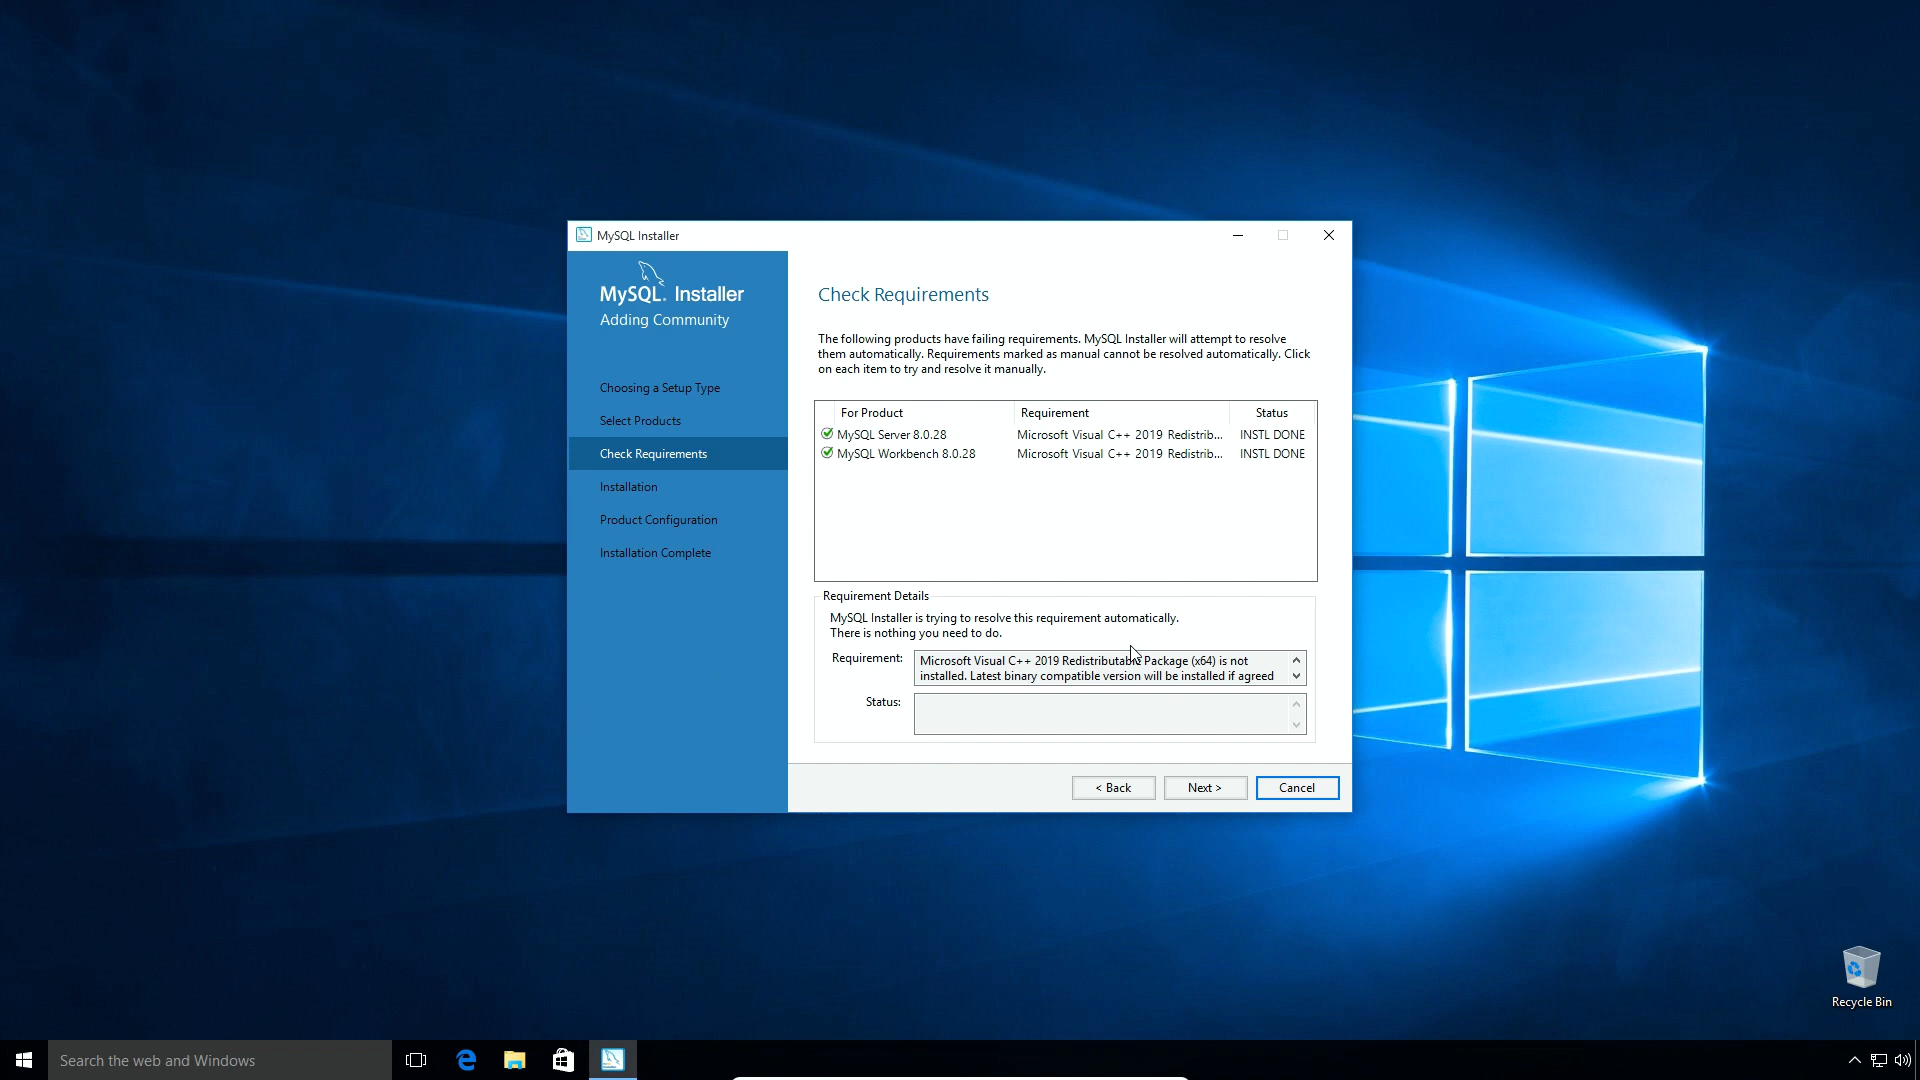 MySQL Installer
MySQL. Installer
Adding Community
Choosing a Setup Type
Select Products
Check Requirements
Installation
Product Configuration
Installation Complete
Check Requirements
The following products have failing requirements. MySQL Installer will attempt to resolve
them automatically. Requirements marked as manual cannot be resolved automatically. Click
on each item to try and resolve it manually.
For Product Requirement Status
MySQL Server 8.0.28 Microsoft Visual C++ 2019 Redistrib... INSTL DONE
MySQL Workbench 8.0.28 Microsoft Visual C++ 2019 Redistrib... INSTL DONE
Requirement Details
MySQL Installer is trying to resolve this requirement automatically.
There is nothing you need to do.
Requirement: Microsoft Visual C++ 2019 Redistributable Package (x64) is not
installed. Latest binary compatible version will be installed if agreed
Status:
< Back Next > Cancel
Recycle Bin
Search the web and Windows